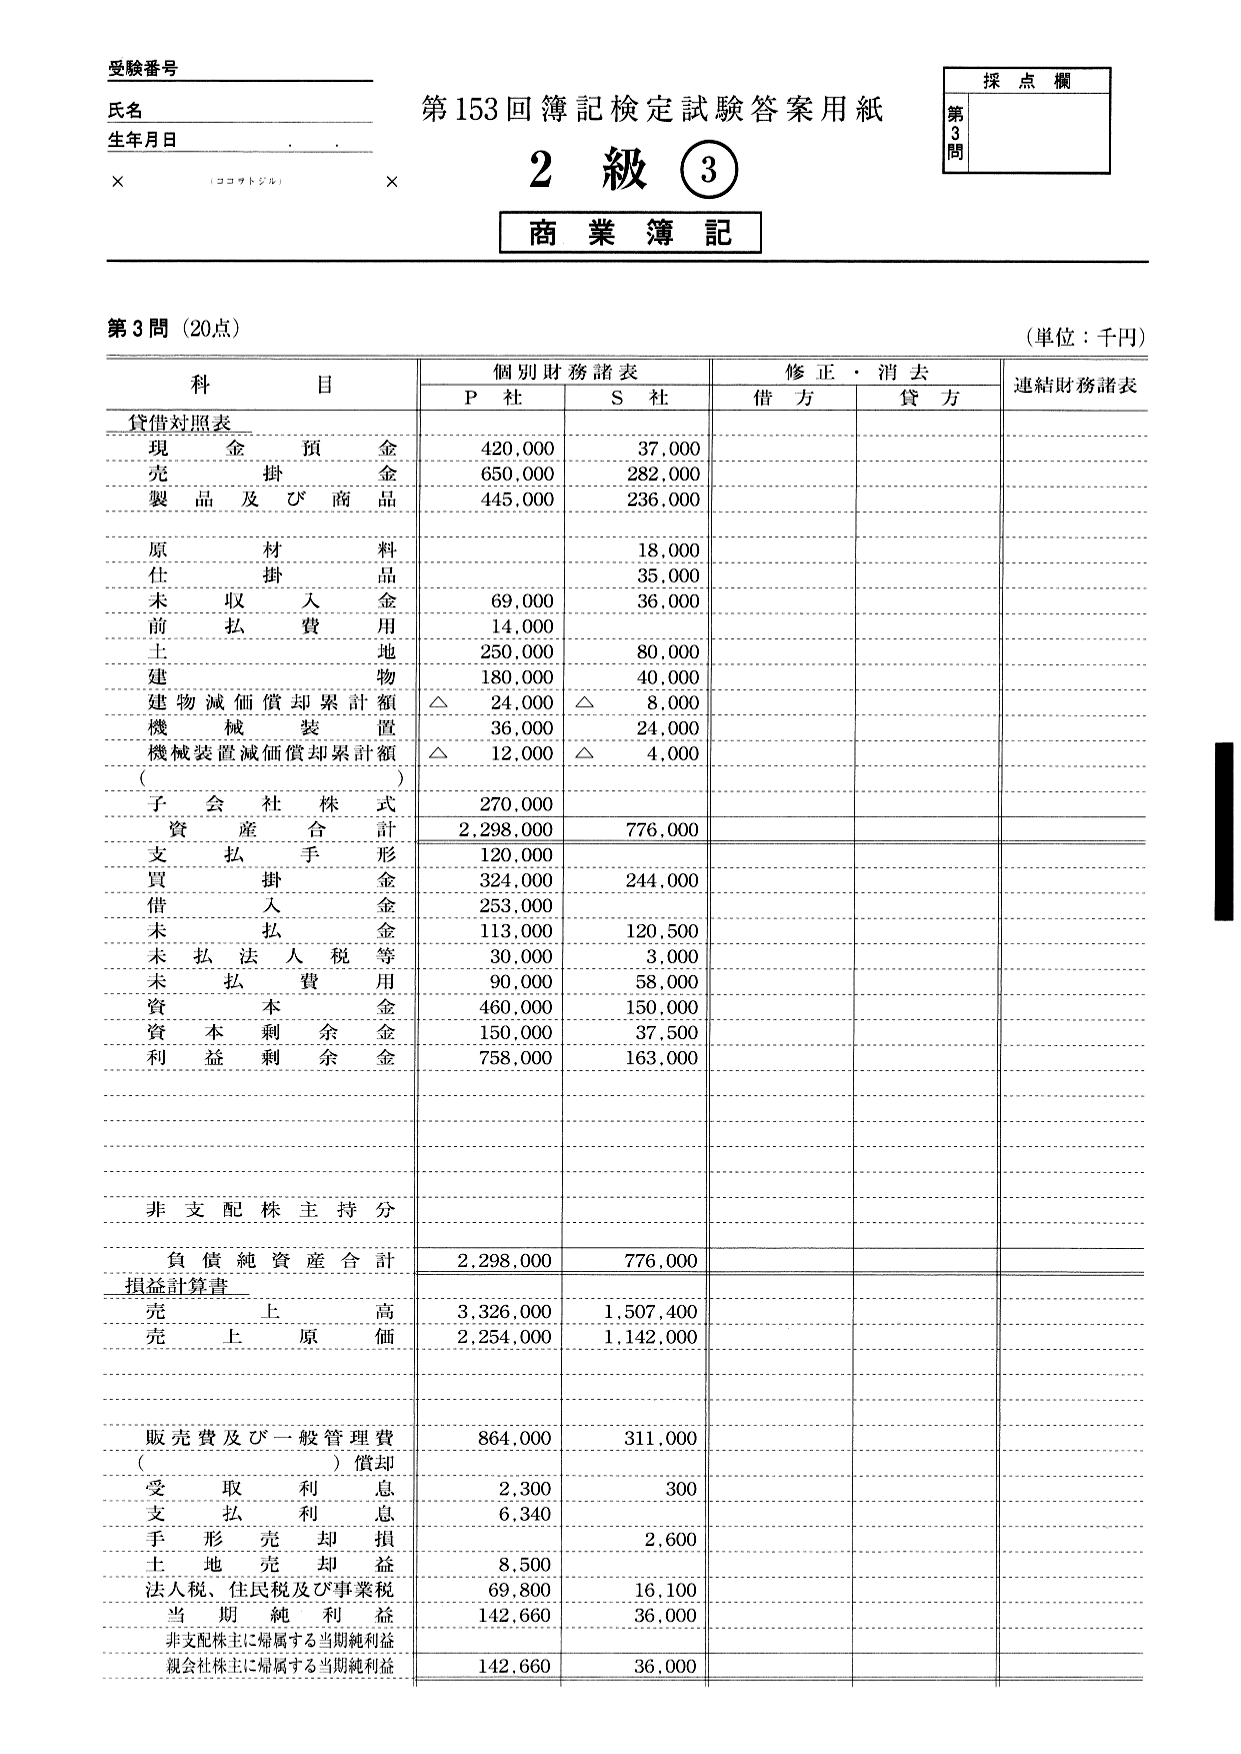 受験番号
氏名
生年月日 . .
× (ココヲトジル) ×
第153回簿記検定試験答案用紙
2 級 ③
商業簿記
採点欄
第3問
第3問(20点)
(単位:千円)
科目 個別財務諸表 修正・消去 連結財務諸表
P 社 S 社 借方 貸方
貸借対照表
現金預金 420,000 37,000
売掛金 650,000 282,000
製品及び商品 445,000 236,000
原材料 18,000
仕掛品 35,000
未収入金 69,000 36,000
前払費用 14,000
土地 250,000 80,000
建物 180,000 40,000
建物減価償却累計額 △ 24,000 △ 8,000
機械装置 36,000 24,000
機械装置減価償却累計額 △ 12,000 △ 4,000
( )
子会社株式 270,000
資産合計 2,298,000 776,000
支払手形 120,000
買掛金 324,000 244,000
借入金 253,000
未払金 113,000 120,500
未払法人税等 30,000 3,000
未払費用 90,000 58,000
資本金 460,000 150,000
資本剰余金 150,000 37,500
利益剰余金 758,000 163,000
非支配株主持分
負債純資産合計 2,298,000 776,000
損益計算書
売上高 3,326,000 1,507,400
売上原価 2,254,000 1,142,000
販売費及び一般管理費 864,000 311,000
( )償却
受取利息 2,300 300
支払利息 6,340
手形売却損 2,600
土地売却益 8,500
法人税、住民税及び事業税 69,800 16,100
当期純利益 142,660 36,000
非支配株主に帰属する当期純利益
親会社株主に帰属する当期純利益 142,660 36,000